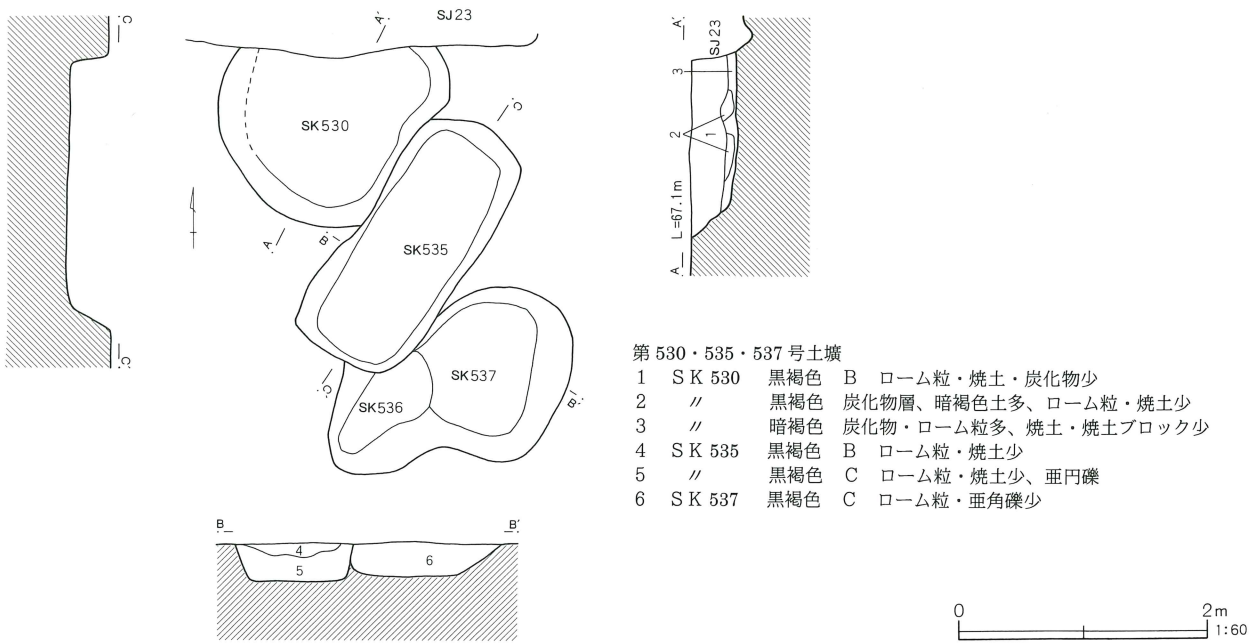 SJ23
A′
C′
C′
SK530
A
B
SK535
C
C
SK537
SK536
B′
A′
SJ23
3
2
1
A
L=67.1m
第530・535・537号土壙
1 SK530 黒褐色 B ローム粒・焼土・炭化物少
2 〃 黒褐色 炭化物層、暗褐色土多、ローム粒・焼土少
3 〃 暗褐色 炭化物・ローム粒多、焼土・焼土ブロック少
4 SK535 黒褐色 B ローム粒・焼土少
5 〃 黒褐色 C ローム粒・焼土少、亜円礫
6 SK537 黒褐色 C ローム粒・亜角礫少
B
B′
4
5
6
0
2m
1:60